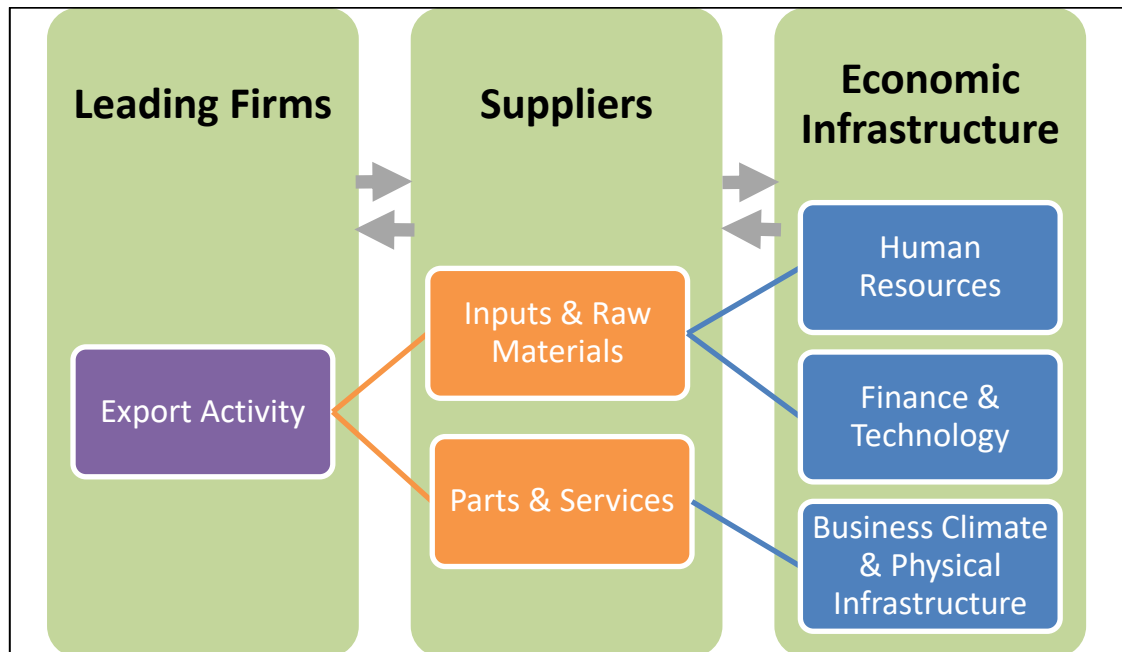 Leading Firms
Suppliers
Economic
Infrastructure
Export Activity
Inputs & Raw
Materials
Parts & Services
Human
Resources
Finance &
Technology
Business Climate
& Physical
Infrastructure